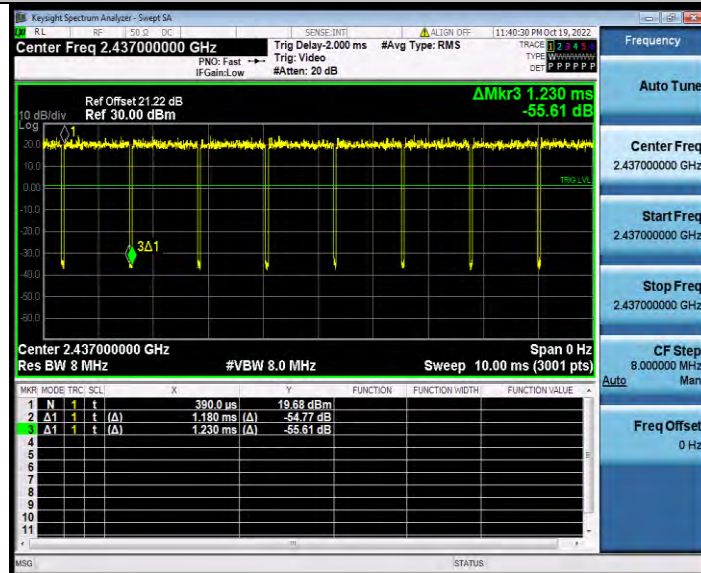 Keysight Spectrum Analyzer - Swept SA
RL RF 50 Ω DC SENSE:INT ALIGN OFF 11:40:30 PM Oct 19, 2022
Center Freq 2.437000000 GHz
PNO: Fast
IFGain:Low
Trig Delay-2.000 ms
Trig: Video
#Atten: 20 dB
#Avg Type: RMS
TRACE 1 2 3 4 5 6
TYPE WWWWWW
DET P P P P P P
Ref Offset 21.22 dB
10 dB/div Ref 30.00 dBm
Log
ΔMkr3 1.230 ms
-55.61 dB
1
20.0
10.0
0.00
TRIG LVL
-10.0
-20.0
-30.0
3Δ1
-40.0
-50.0
-60.0
Center 2.437000000 GHz Span 0 Hz
Res BW 8 MHz #VBW 8.0 MHz Sweep 10.00 ms (3001 pts)
MKR MODE TRC SCL X Y FUNCTION FUNCTION WIDTH FUNCTION VALUE
1 N 1 t 390.0 µs 19.68 dBm
2 Δ1 1 t (Δ) 1.180 ms (Δ) -54.77 dB
3 Δ1 1 t (Δ) 1.230 ms (Δ) -55.61 dB
4
5
6
7
8
9
10
11
MSG STATUS
Frequency
Auto Tune
Center Freq
2.437000000 GHz
Start Freq
2.437000000 GHz
Stop Freq
2.437000000 GHz
CF Step
8.000000 MHz
Auto Man
Freq Offset
0 Hz